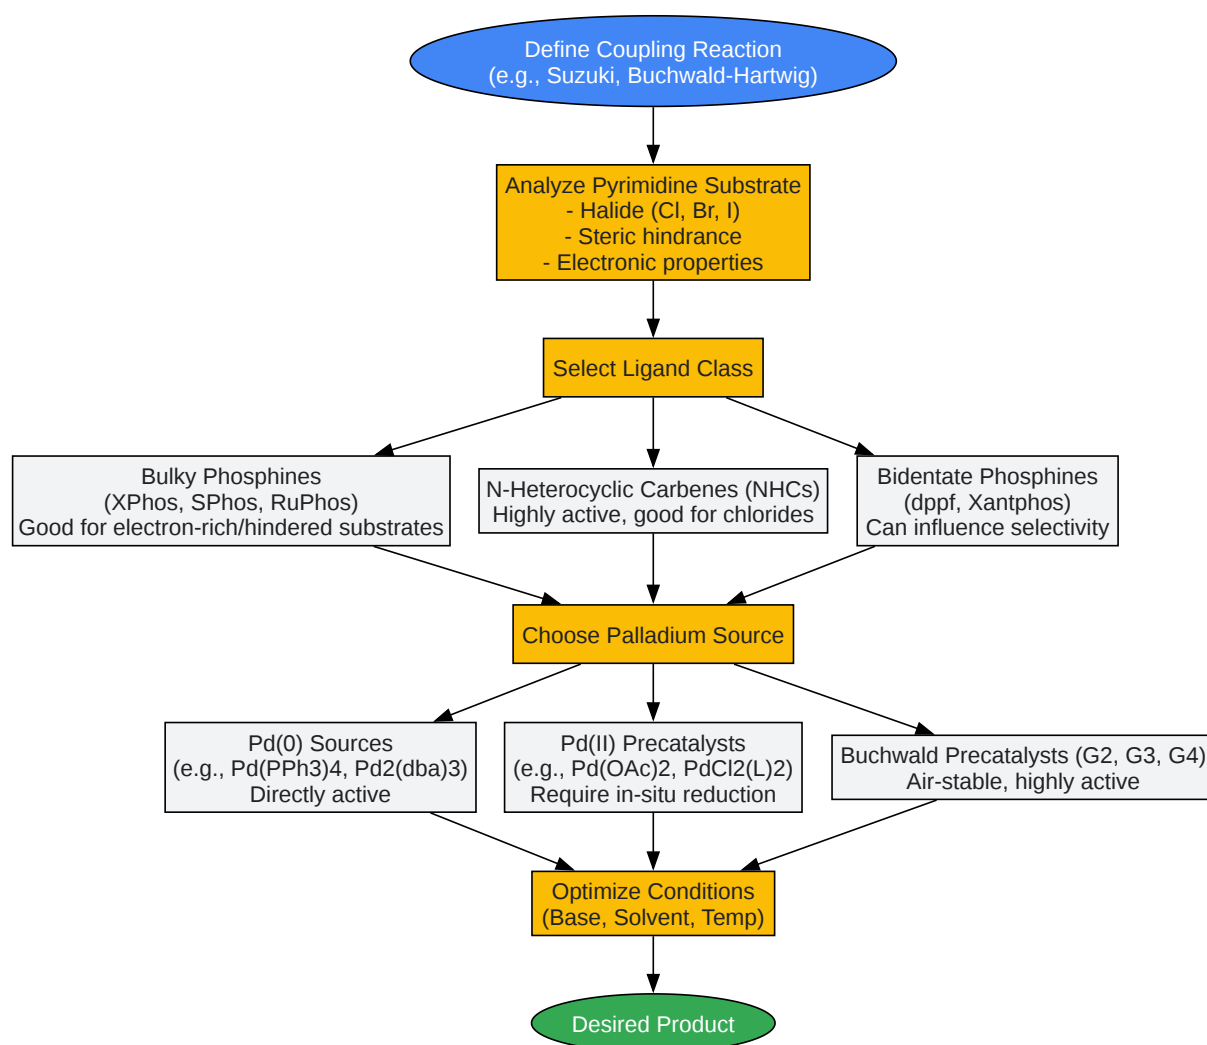 Define Coupling Reaction
(e.g., Suzuki, Buchwald-Hartwig)
Analyze Pyrimidine Substrate
- Halide (Cl, Br, I)
- Steric hindrance
- Electronic properties
Select Ligand Class
Bulky Phosphines
(XPhos, SPhos, RuPhos)
Good for electron-rich/hindered substrates
N-Heterocyclic Carbenes (NHCs)
Highly active, good for chlorides
Bidentate Phosphines
(dppf, Xantphos)
Can influence selectivity
Choose Palladium Source
Pd(0) Sources
(e.g., Pd(PPh3)4, Pd2(dba)3)
Directly active
Pd(II) Precatalysts
(e.g., Pd(OAc)2, PdCl2(L)2)
Require in-situ reduction
Buchwald Precatalysts (G2, G3, G4)
Air-stable, highly active
Optimize Conditions
(Base, Solvent, Temp)
Desired Product